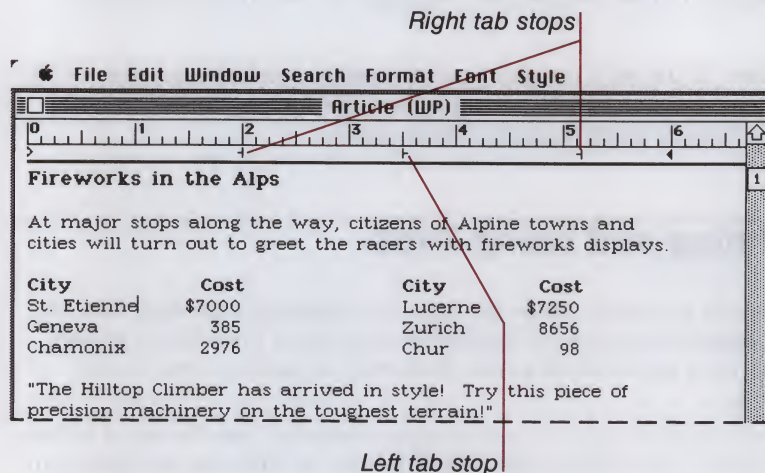 Right tab stops
File Edit Window Search Format Font Style
Article (WP)
0 1 2 3 4 5 6
Fireworks in the Alps
1
At major stops along the way, citizens of Alpine towns and
cities will turn out to greet the racers with fireworks displays.
City Cost City Cost
St. Etienne $7000 Lucerne $7250
Geneva 385 Zurich 8656
Chamonix 2976 Chur 98
"The Hilltop Climber has arrived in style! Try this piece of
precision machinery on the toughest terrain!"
Left tab stop